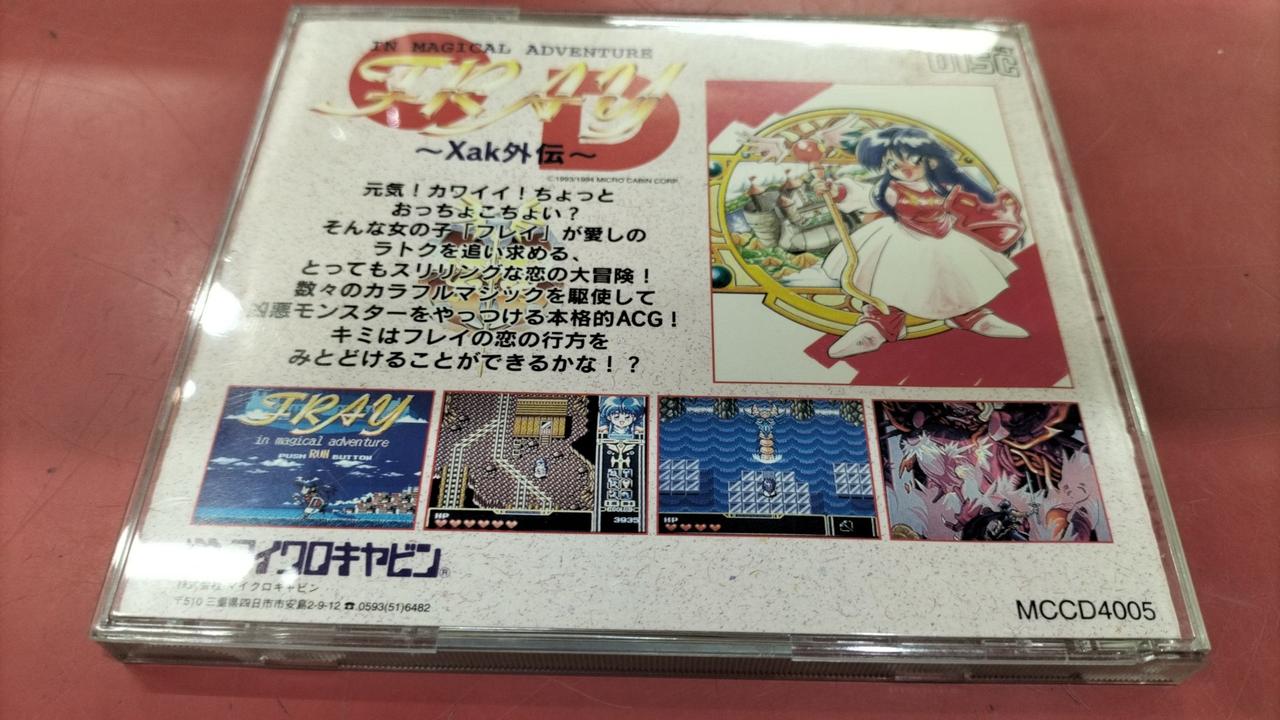 IN MAGICAL ADVENTURE
DISC
FRAY
CD
～Xak外伝～
©1993/1994 MICRO CABIN CORP.
元気！カワイイ！ちょっと
おっちょこちょい？
そんな女の子「フレイ」が愛しの
ラトクを追い求める、
とってもスリリングな恋の大冒険！
数々のカラフルマジックを駆使して
凶悪モンスターをやっつける本格的ACG！
キミはフレイの恋の行方を
みとどけることができるかな！？
FRAY
in magical adventure
PUSH RUN BUTTON
HP
GOLD
3935
HP
マイクロキャビン®
株式会社 マイクロキャビン
〒510 三重県四日市市安島2-9-12 ☎ 0593(51)6482
MCCD4005